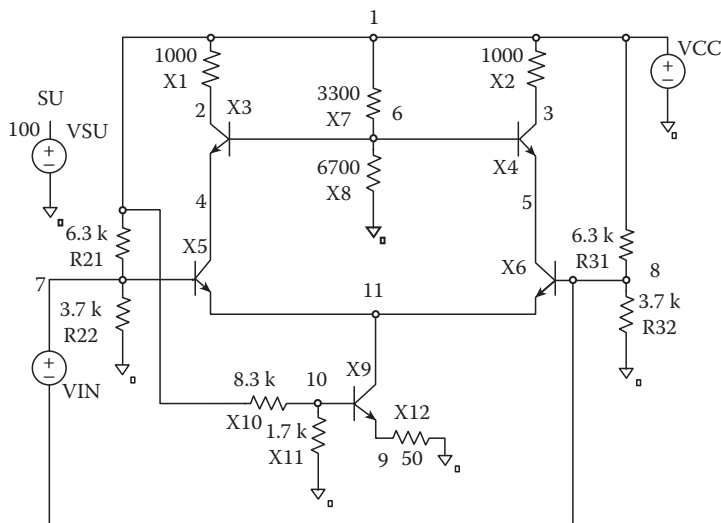 1
1000
X1
1000
X2
VCC
2
X3
3300
X7
6
3
SU
100
VSU
X4
6700
X8
4
5
6.3 k
R21
X5
X6
6.3 k
R31
8
7
3.7 k
R22
11
3.7 k
R32
VIN
8.3 k
X10
10
X9
1.7 k
X11
X12
9
50